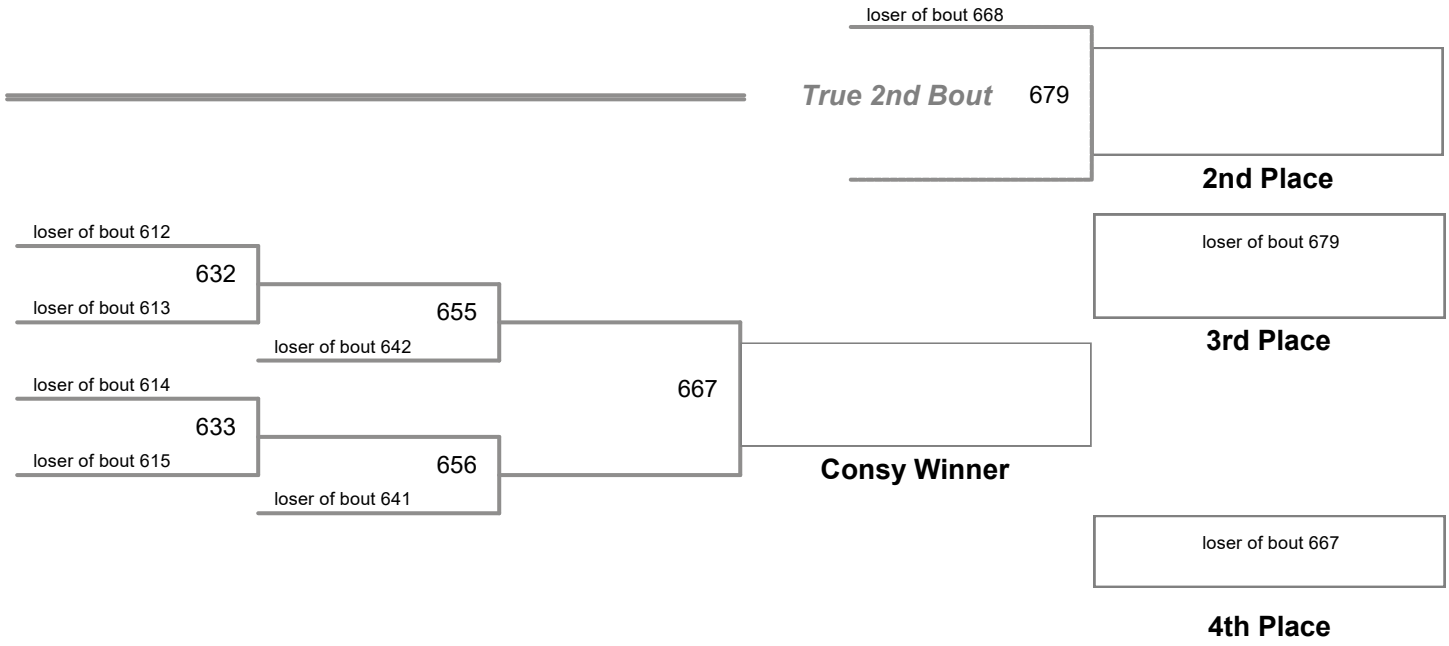 loser of bout 668
True 2nd Bout 679
2nd Place
loser of bout 612
loser of bout 679
632
loser of bout 613
655
3rd Place
loser of bout 642
loser of bout 614
667
633
loser of bout 615
656
Consy Winner
loser of bout 641
loser of bout 667
4th Place